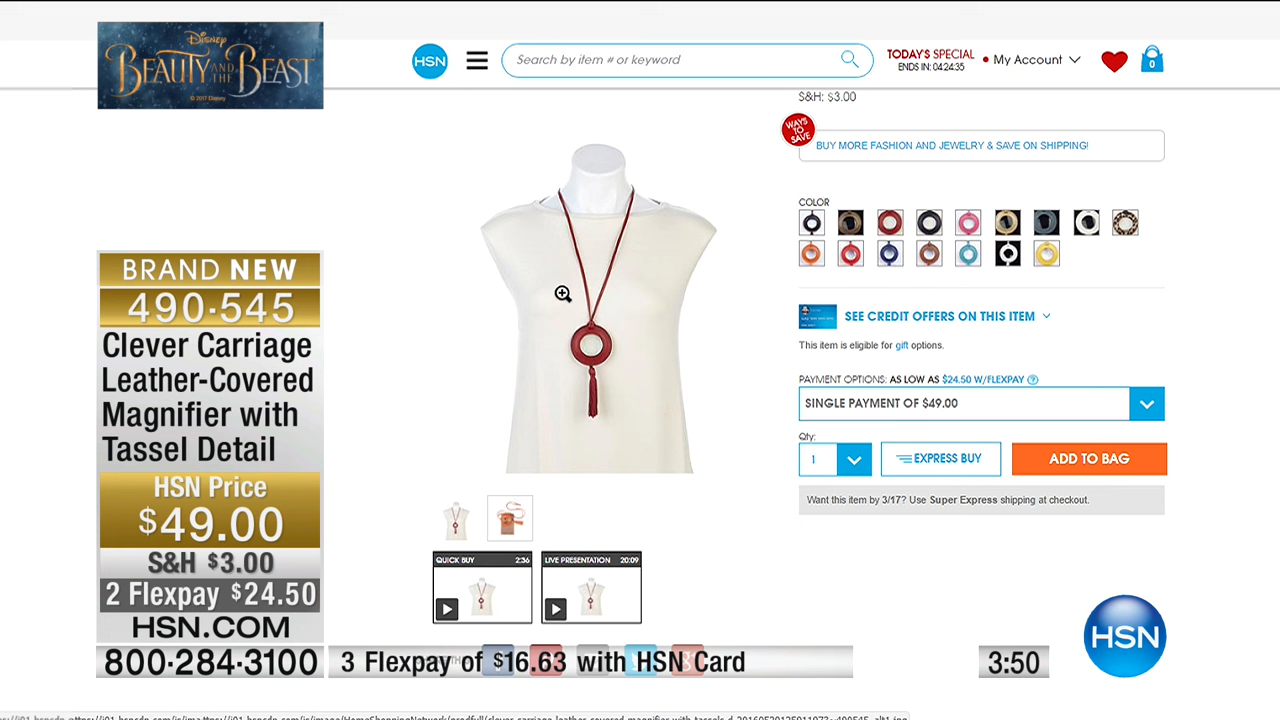 Disney
BEAUTY AND THE BEAST
© 2017 Disney
HSN
Search by item # or keyword
TODAY'S SPECIAL
ENDS IN: 04:24:35
My Account
0
S&H: $3.00
WAYS TO SAVE
BUY MORE FASHION AND JEWELRY & SAVE ON SHIPPING!
COLOR
SEE CREDIT OFFERS ON THIS ITEM
This item is eligible for gift options.
PAYMENT OPTIONS: AS LOW AS $24.50 W/FLEXPAY
SINGLE PAYMENT OF $49.00
Qty:
1
EXPRESS BUY
ADD TO BAG
Want this item by 3/17? Use Super Express shipping at checkout.
QUICK BUY 2:36
LIVE PRESENTATION 20:09
BRAND NEW
490-545
Clever Carriage
Leather-Covered
Magnifier with
Tassel Detail
HSN Price
$49.00
S&H $3.00
2 Flexpay $24.50
HSN.COM
800-284-3100
3 Flexpay of $16.63 with HSN Card
3:50
HSN